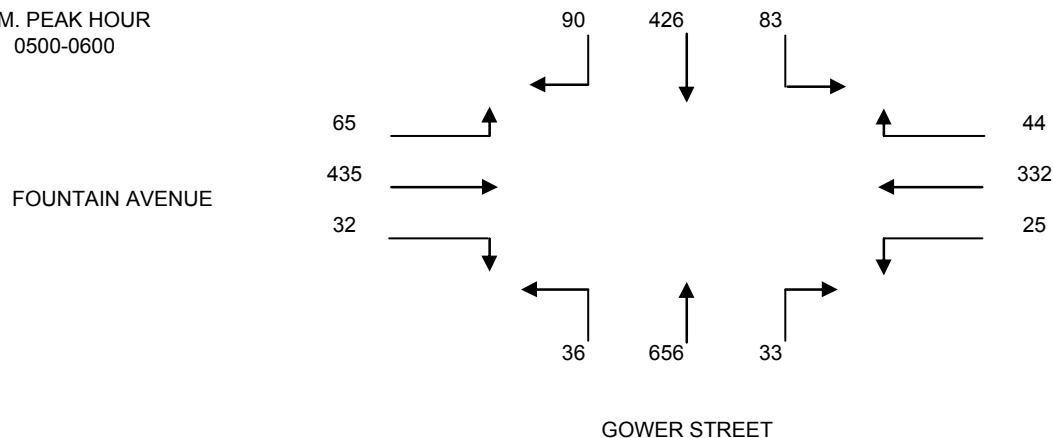 M. PEAK HOUR
0500-0600
90 426 83
65 44
435 332
FOUNTAIN AVENUE
32 25
36 656 33
GOWER STREET